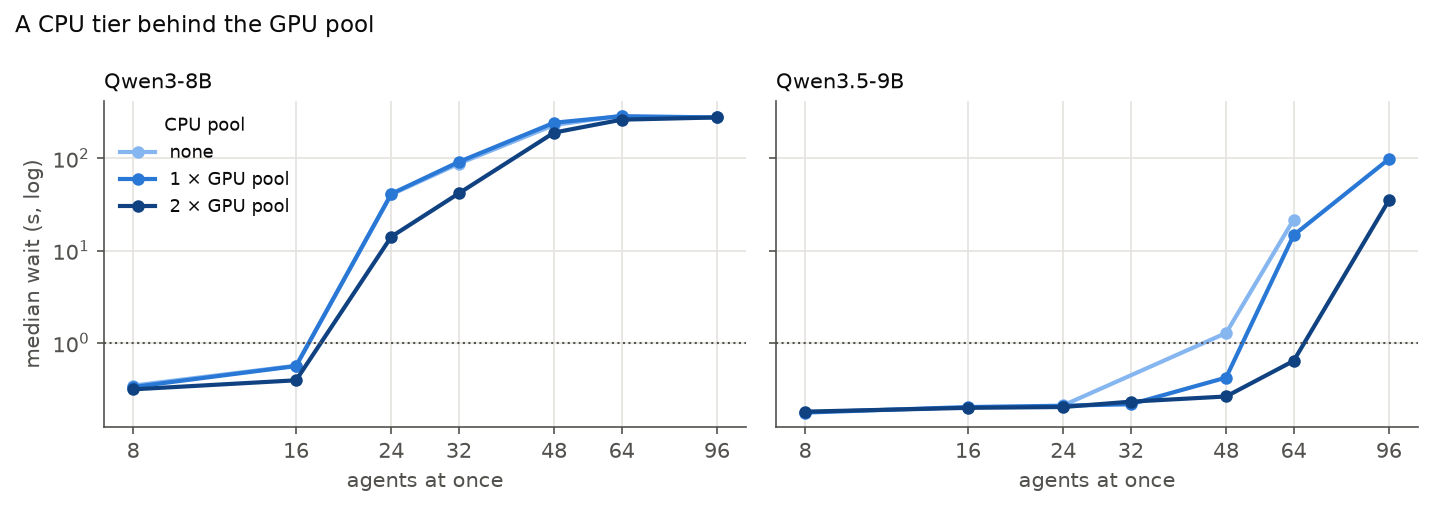 A CPU tier behind the GPU pool
Qwen3-8B
median wait (s, log)
10²
10¹
10⁰
CPU pool
none
1 × GPU pool
2 × GPU pool
8 16 24 32 48 64 96
agents at once
Qwen3.5-9B
8 16 24 32 48 64 96
agents at once